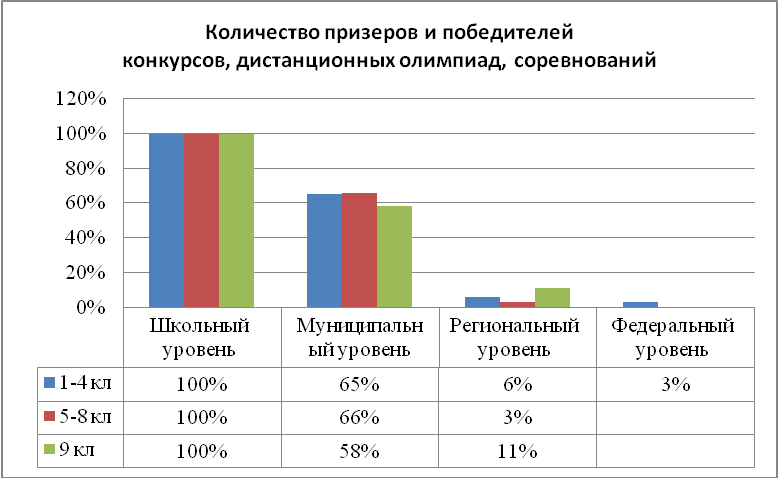 Количество призеров и победителей
конкурсов, дистанционных олимпиад, соревнований
120%
100%
80%
60%
40%
20%
0%
Школьный уровень
Муниципальн ый уровень
Региональный уровень
Федеральный уровень
1-4 кл 100% 65% 6% 3%
5-8 кл 100% 66% 3%
9 кл 100% 58% 11%